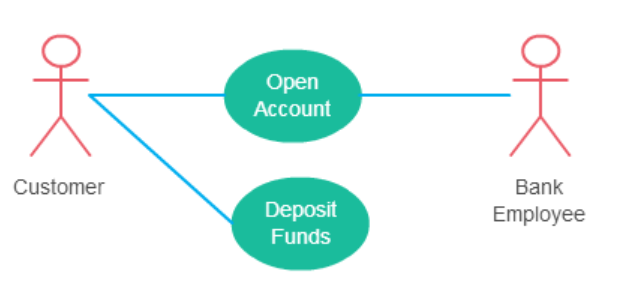 Open
Account
Customer
Bank
Employee
Deposit
Funds